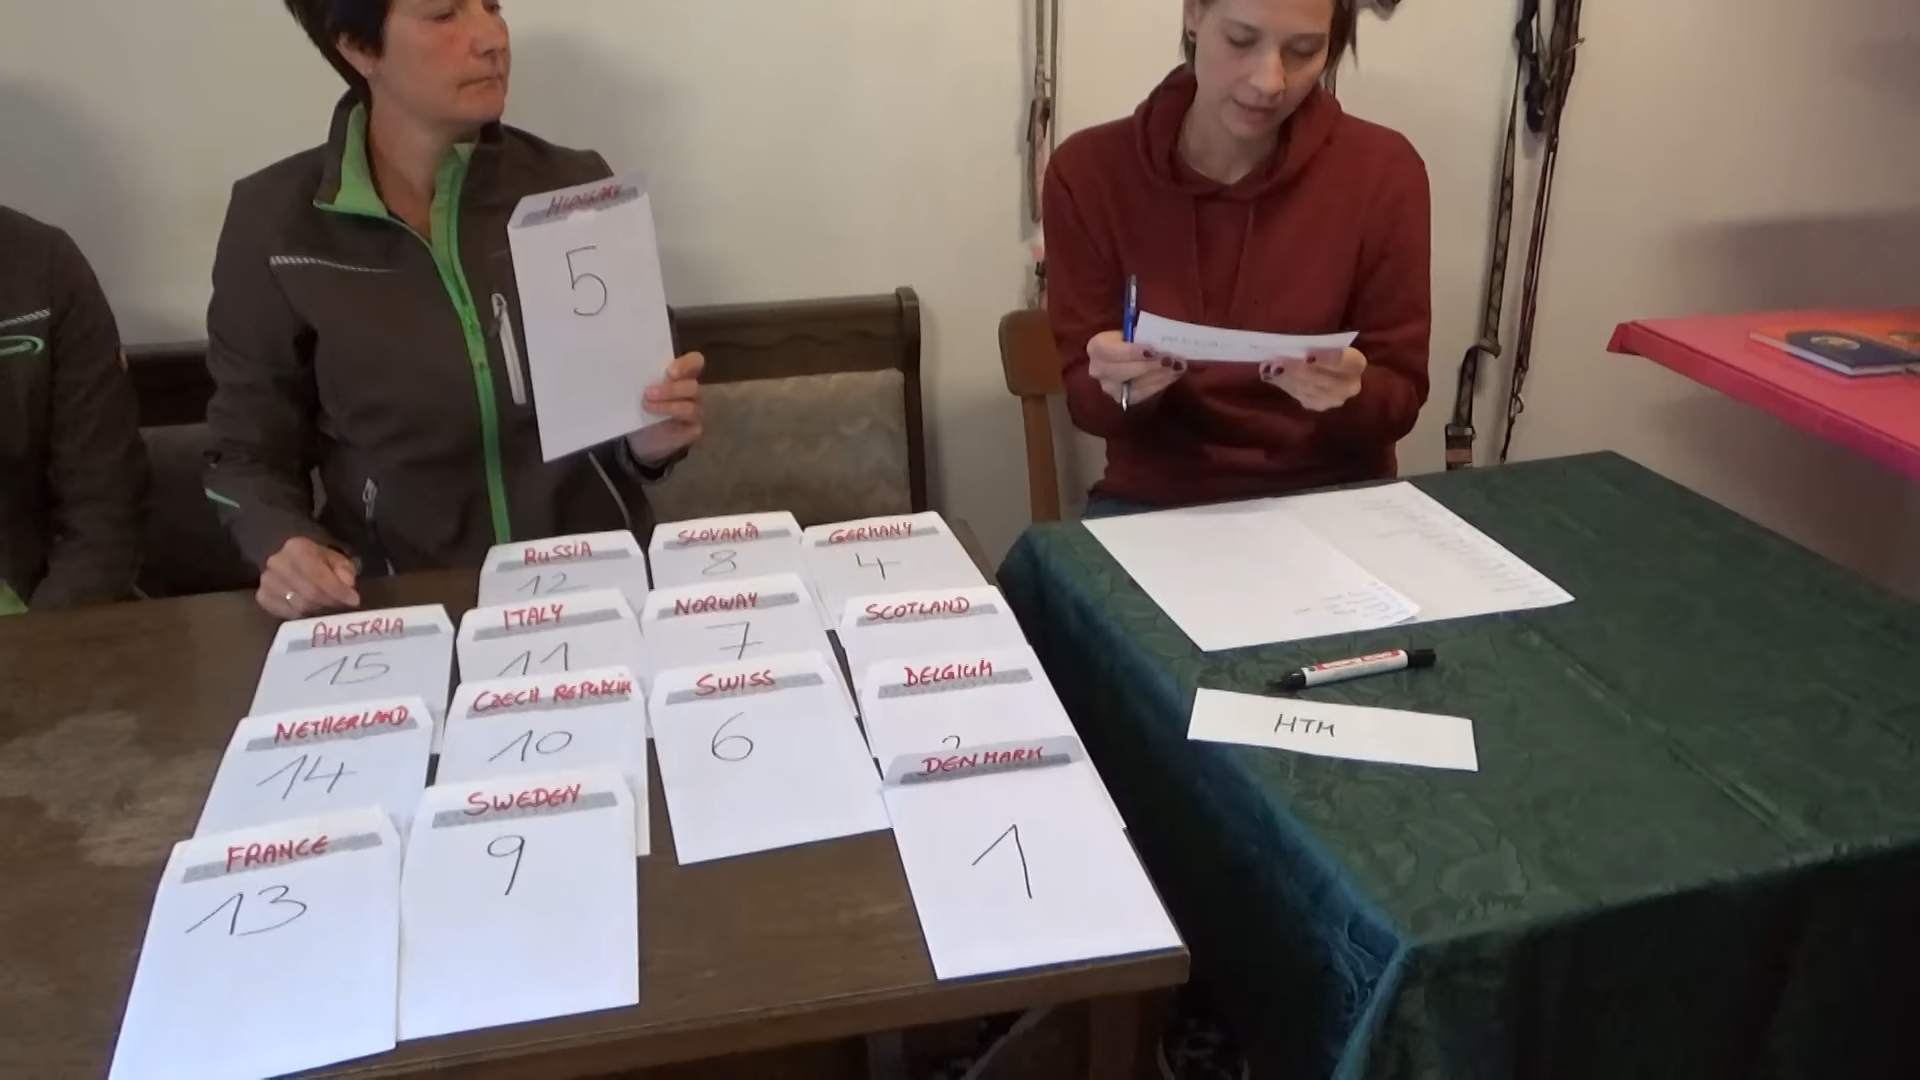 HUNGARY
5
RUSSIA
12
SLOVAKIA
8
GERMANY
4
AUSTRIA
15
ITALY
11
NORWAY
7
SCOTLAND
NETHERLAND
14
CZECH REPUBLIK
10
SWISS
6
BELGIUM
2
DENMARK
1
FRANCE
13
SWEDEN
9
HTM